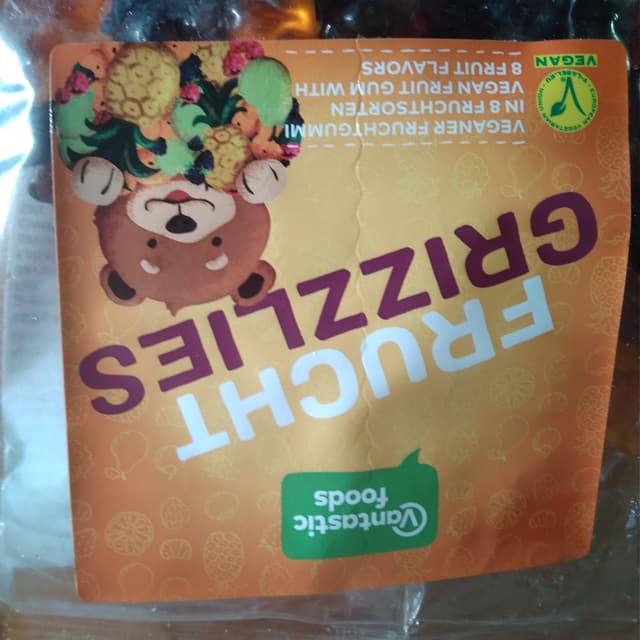 Vantastic
foods
FRUCHT
GRIZZLIES
VEGANER FRUCHTGUMMI
IN 8 FRUCHTSORTEN
VEGAN FRUIT GUM WITH
8 FRUIT FLAVORS
VEGAN